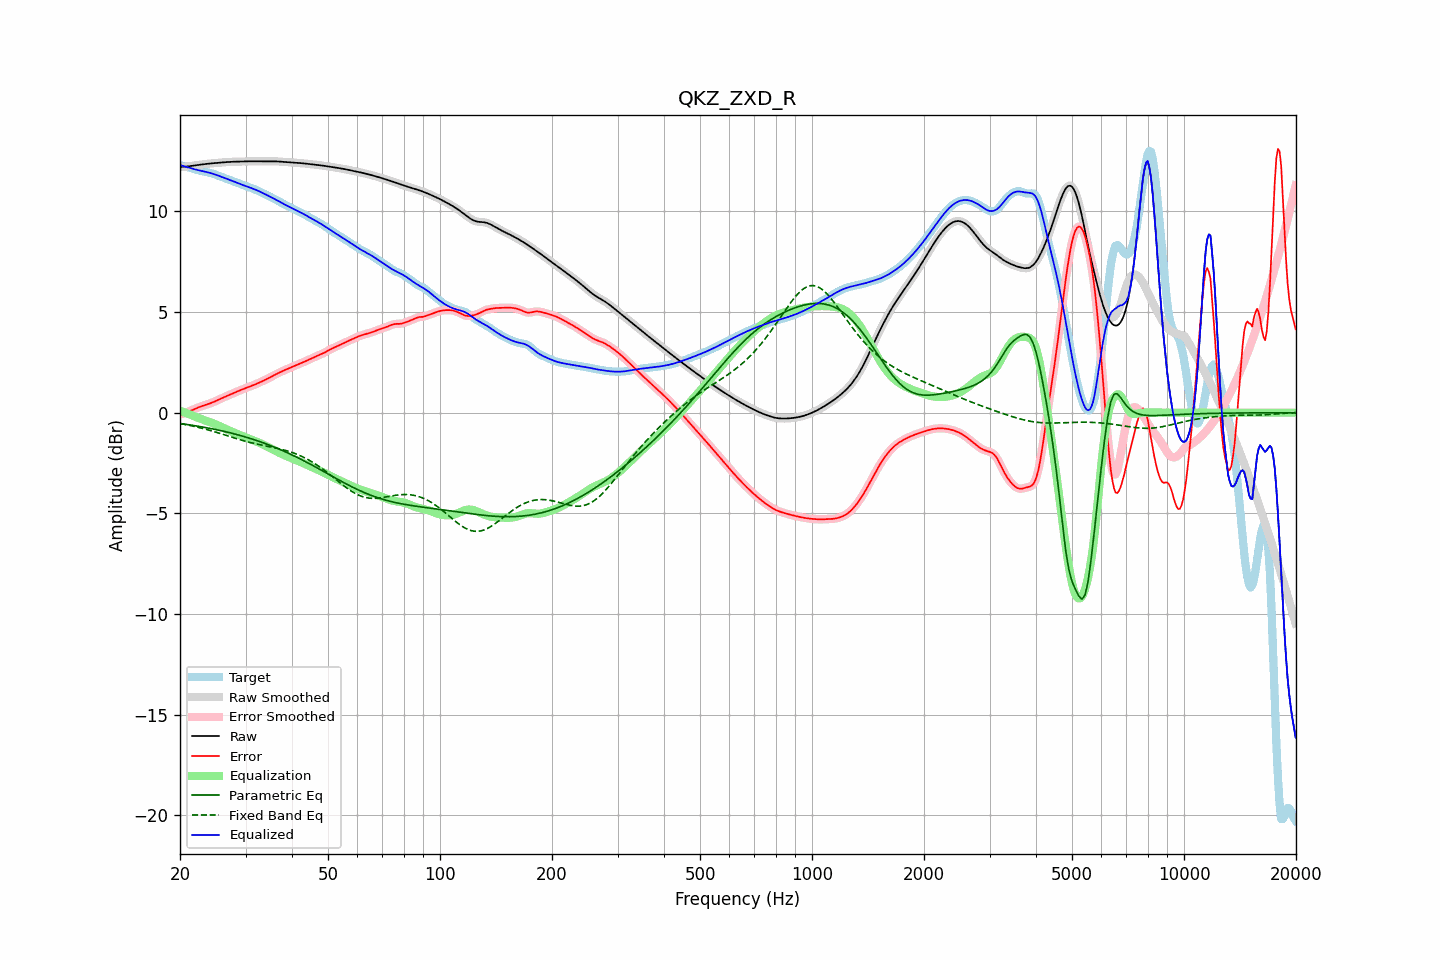 QKZ_ZXD_R
Amplitude (dBr)
10
5
0
−5
−10
−15
−20
Target
Raw Smoothed
Error Smoothed
Raw
Error
Equalization
Parametric Eq
Fixed Band Eq
Equalized
20 50 100 200 500 1000 2000 5000 10000 20000
Frequency (Hz)